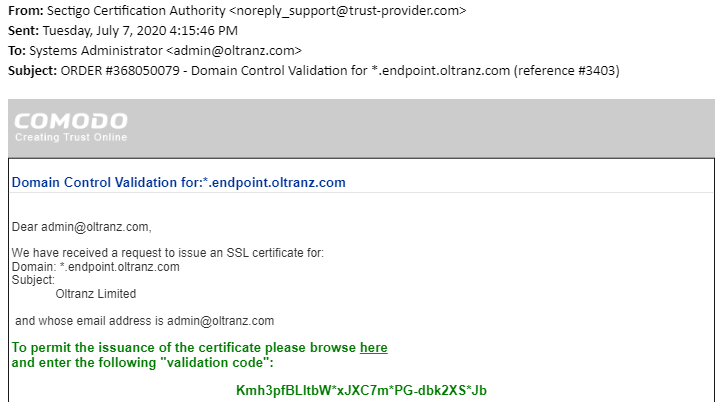 From: Sectigo Certification Authority <noreply_support@trust-provider.com>
Sent: Tuesday, July 7, 2020 4:15:46 PM
To: Systems Administrator <admin@oltranz.com>
Subject: ORDER #368050079 - Domain Control Validation for *.endpoint.oltranz.com (reference #3403)
COMODO
Creating Trust Online
Domain Control Validation for:*.endpoint.oltranz.com
Dear admin@oltranz.com,
We have received a request to issue an SSL certificate for:
Domain: *.endpoint.oltranz.com
Subject:
Oltranz Limited
and whose email address is admin@oltranz.com
To permit the issuance of the certificate please browse here
and enter the following "validation code":
Kmh3pfBLltbW*xJXC7m*PG-dbk2XS*Jb